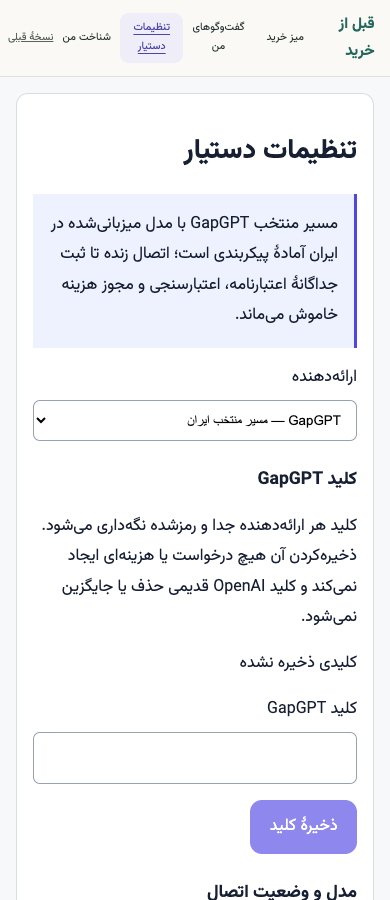 قبل از
خرید
میز خرید
گفت‌وگوهای
من
تنظیمات
دستیار
شناخت من
نسخهٔ قبلی
تنظیمات دستیار
مسیر منتخب GapGPT با مدل میزبانی‌شده در
ایران آمادهٔ پیکربندی است؛ اتصال زنده تا ثبت
جداگانهٔ اعتبارنامه، اعتبارسنجی و مجوز هزینه
خاموش می‌ماند.
ارائه‌دهنده
GapGPT — مسیر منتخب ایران
کلید GapGPT
کلید هر ارائه‌دهنده جدا و رمزشده نگه‌داری می‌شود.
ذخیره‌کردن آن هیچ درخواست یا هزینه‌ای ایجاد
نمی‌کند و کلید OpenAI قدیمی حذف یا جایگزین
نمی‌شود.
کلیدی ذخیره نشده
کلید GapGPT
ذخیرهٔ کلید
مدل و وضعیت اتصال